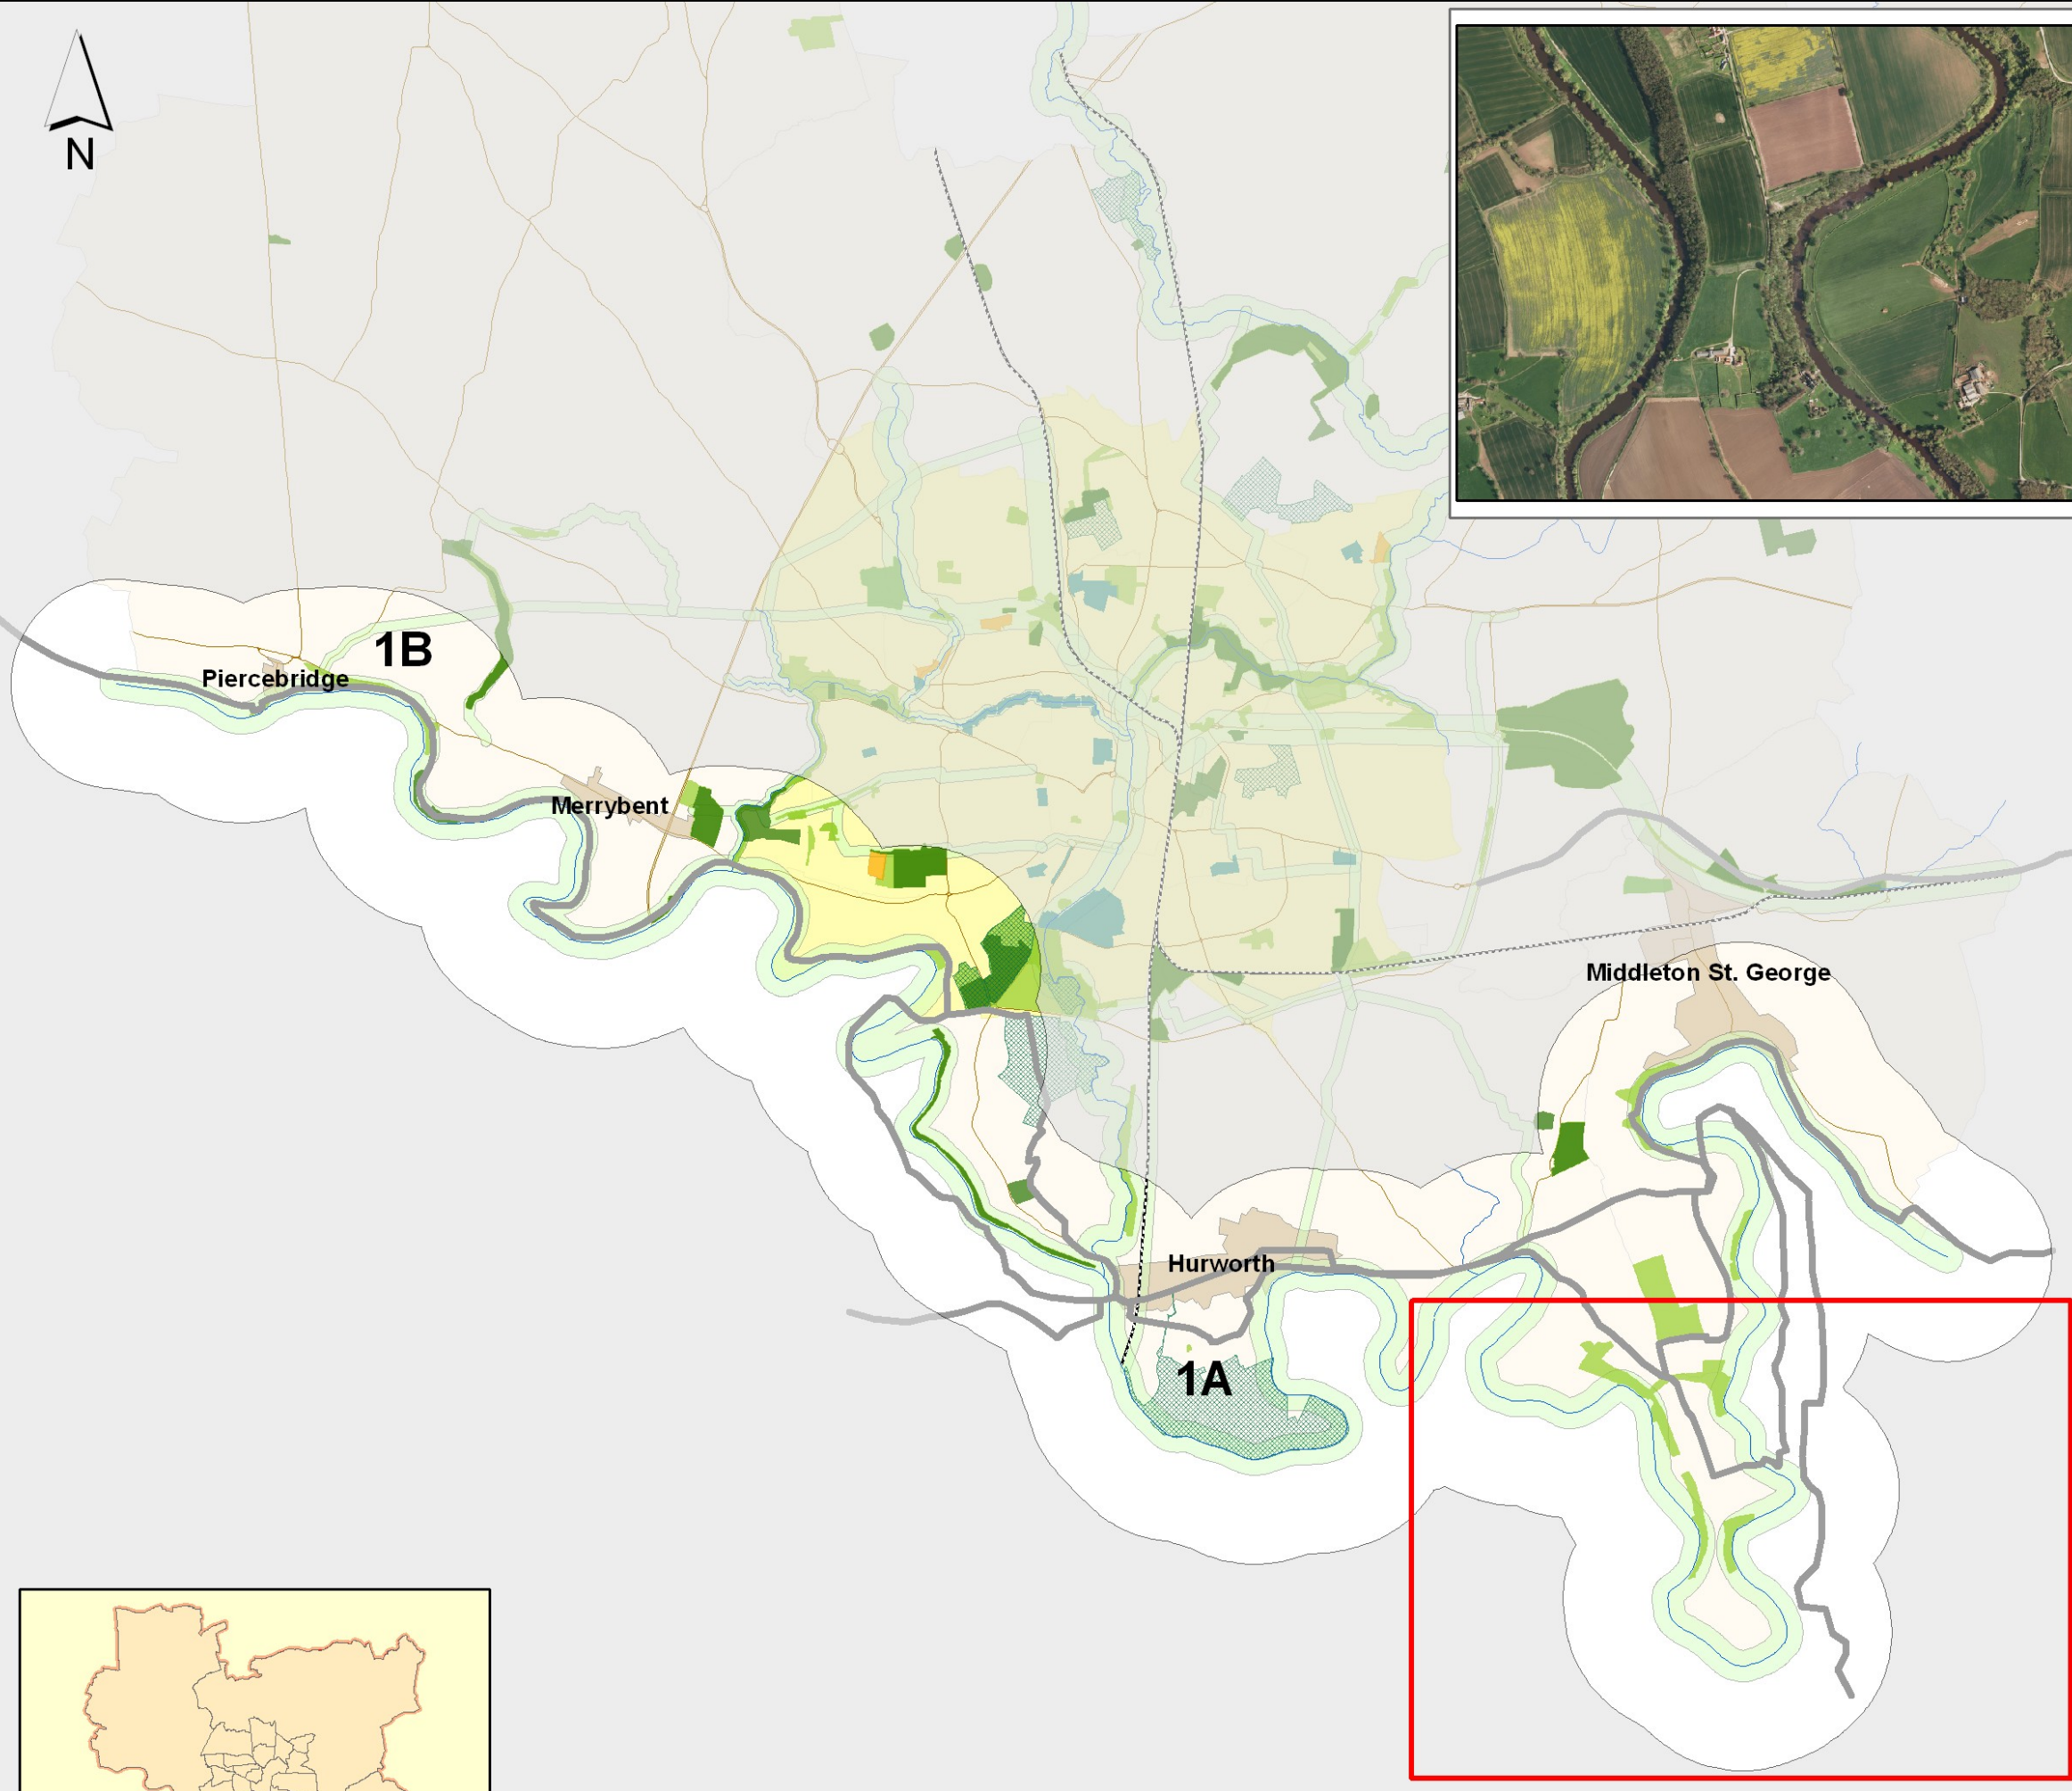 N
1B
Piercebridge
Merrybent
Middleton St. George
Hurworth
1A